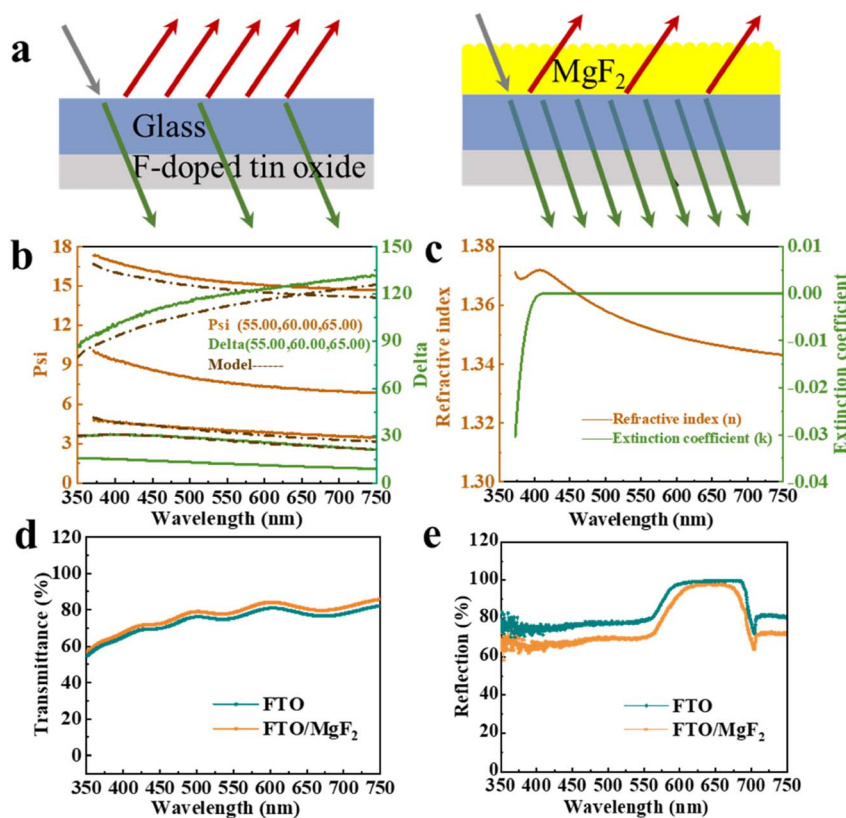 a
Glass
F-doped tin oxide
MgF2
b
18
15
12
9
6
3
0
Psi
350 400 450 500 550 600 650 700 750
Wavelength (nm)
150
120
90
60
30
0
Delta
Psi (55.00,60.00,65.00)
Delta(55.00,60.00,65.00)
Model------
c
1.38
1.36
1.34
1.32
1.30
Refractive index
350 400 450 500 550 600 650 700 750
Wavelength (nm)
0.01
0.00
-0.01
-0.02
-0.03
-0.04
Extinction coefficient
Refractive index (n)
Extinction coefficient (k)
d
120
100
80
60
40
20
0
Transmittance (%)
FTO
FTO/MgF2
350 400 450 500 550 600 650 700 750
Wavelength (nm)
e
120
100
80
60
40
20
0
Reflection (%)
FTO
FTO/MgF2
350 400 450 500 550 600 650 700 750
Wavelength (nm)